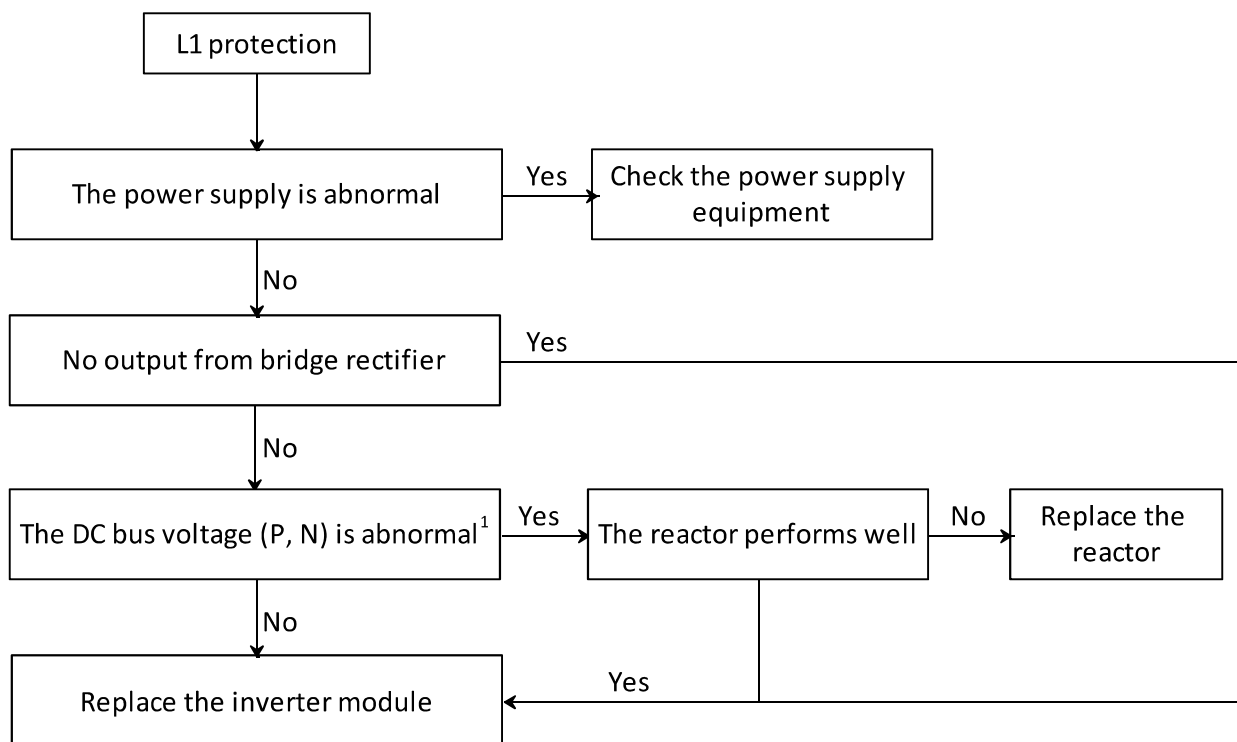 L1 protection
The power supply is abnormal
Yes
Check the power supply
equipment
No
No output from bridge rectifier
Yes
No
The DC bus voltage (P, N) is abnormal¹
Yes
The reactor performs well
No
Replace the
reactor
No
Replace the inverter module
Yes